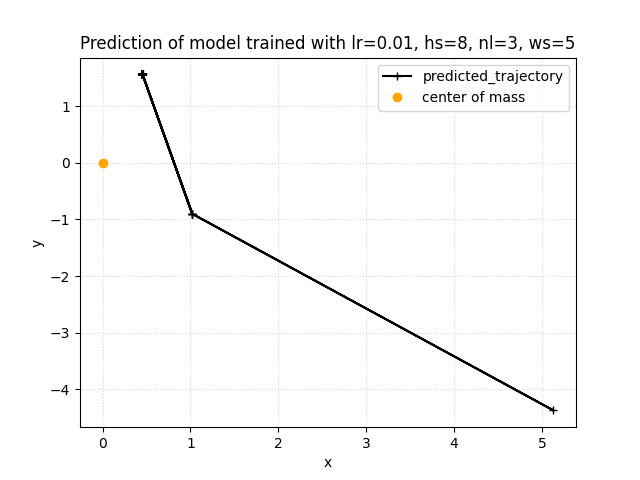 Prediction of model trained with lr=0.01, hs=8, nl=3, ws=5
predicted_trajectory
center of mass
1
0
−1
−2
−3
−4
y
0 1 2 3 4 5
x